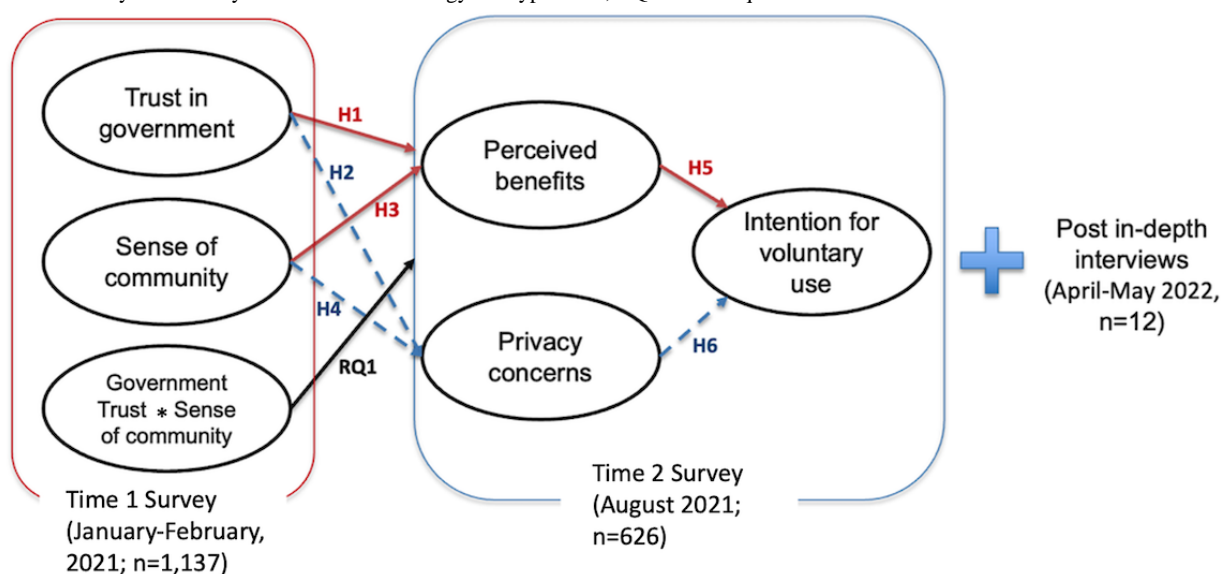 Trust in
government
H1
H2
Perceived
benefits
H3
H5
Sense of
community
Intention for
voluntary
use
H4
Post in-depth
interviews
(April-May 2022,
n=12)
Privacy
concerns
H6
RQ1
Government
Trust * Sense
of community
Time 1 Survey
(January-February,
2021; n=1,137)
Time 2 Survey
(August 2021;
n=626)